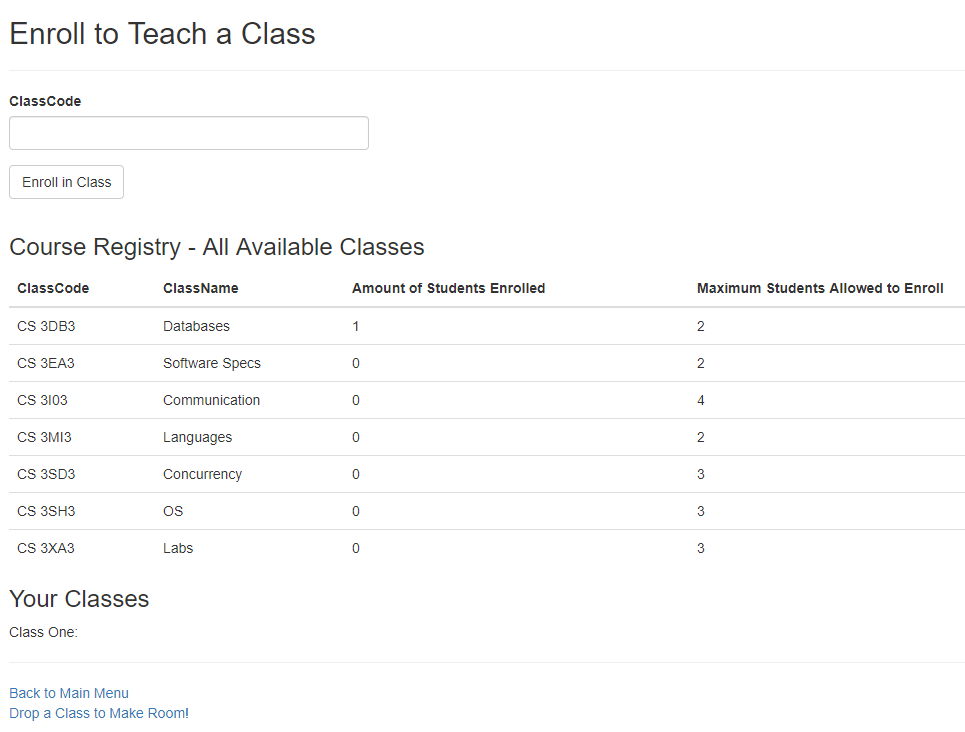 Enroll to Teach a Class
ClassCode
Enroll in Class
Course Registry - All Available Classes
ClassCode ClassName Amount of Students Enrolled Maximum Students Allowed to Enroll
CS 3DB3 Databases 1 2
CS 3EA3 Software Specs 0 2
CS 3I03 Communication 0 4
CS 3MI3 Languages 0 2
CS 3SD3 Concurrency 0 3
CS 3SH3 OS 0 3
CS 3XA3 Labs 0 3
Your Classes
Class One:
Back to Main Menu
Drop a Class to Make Room!